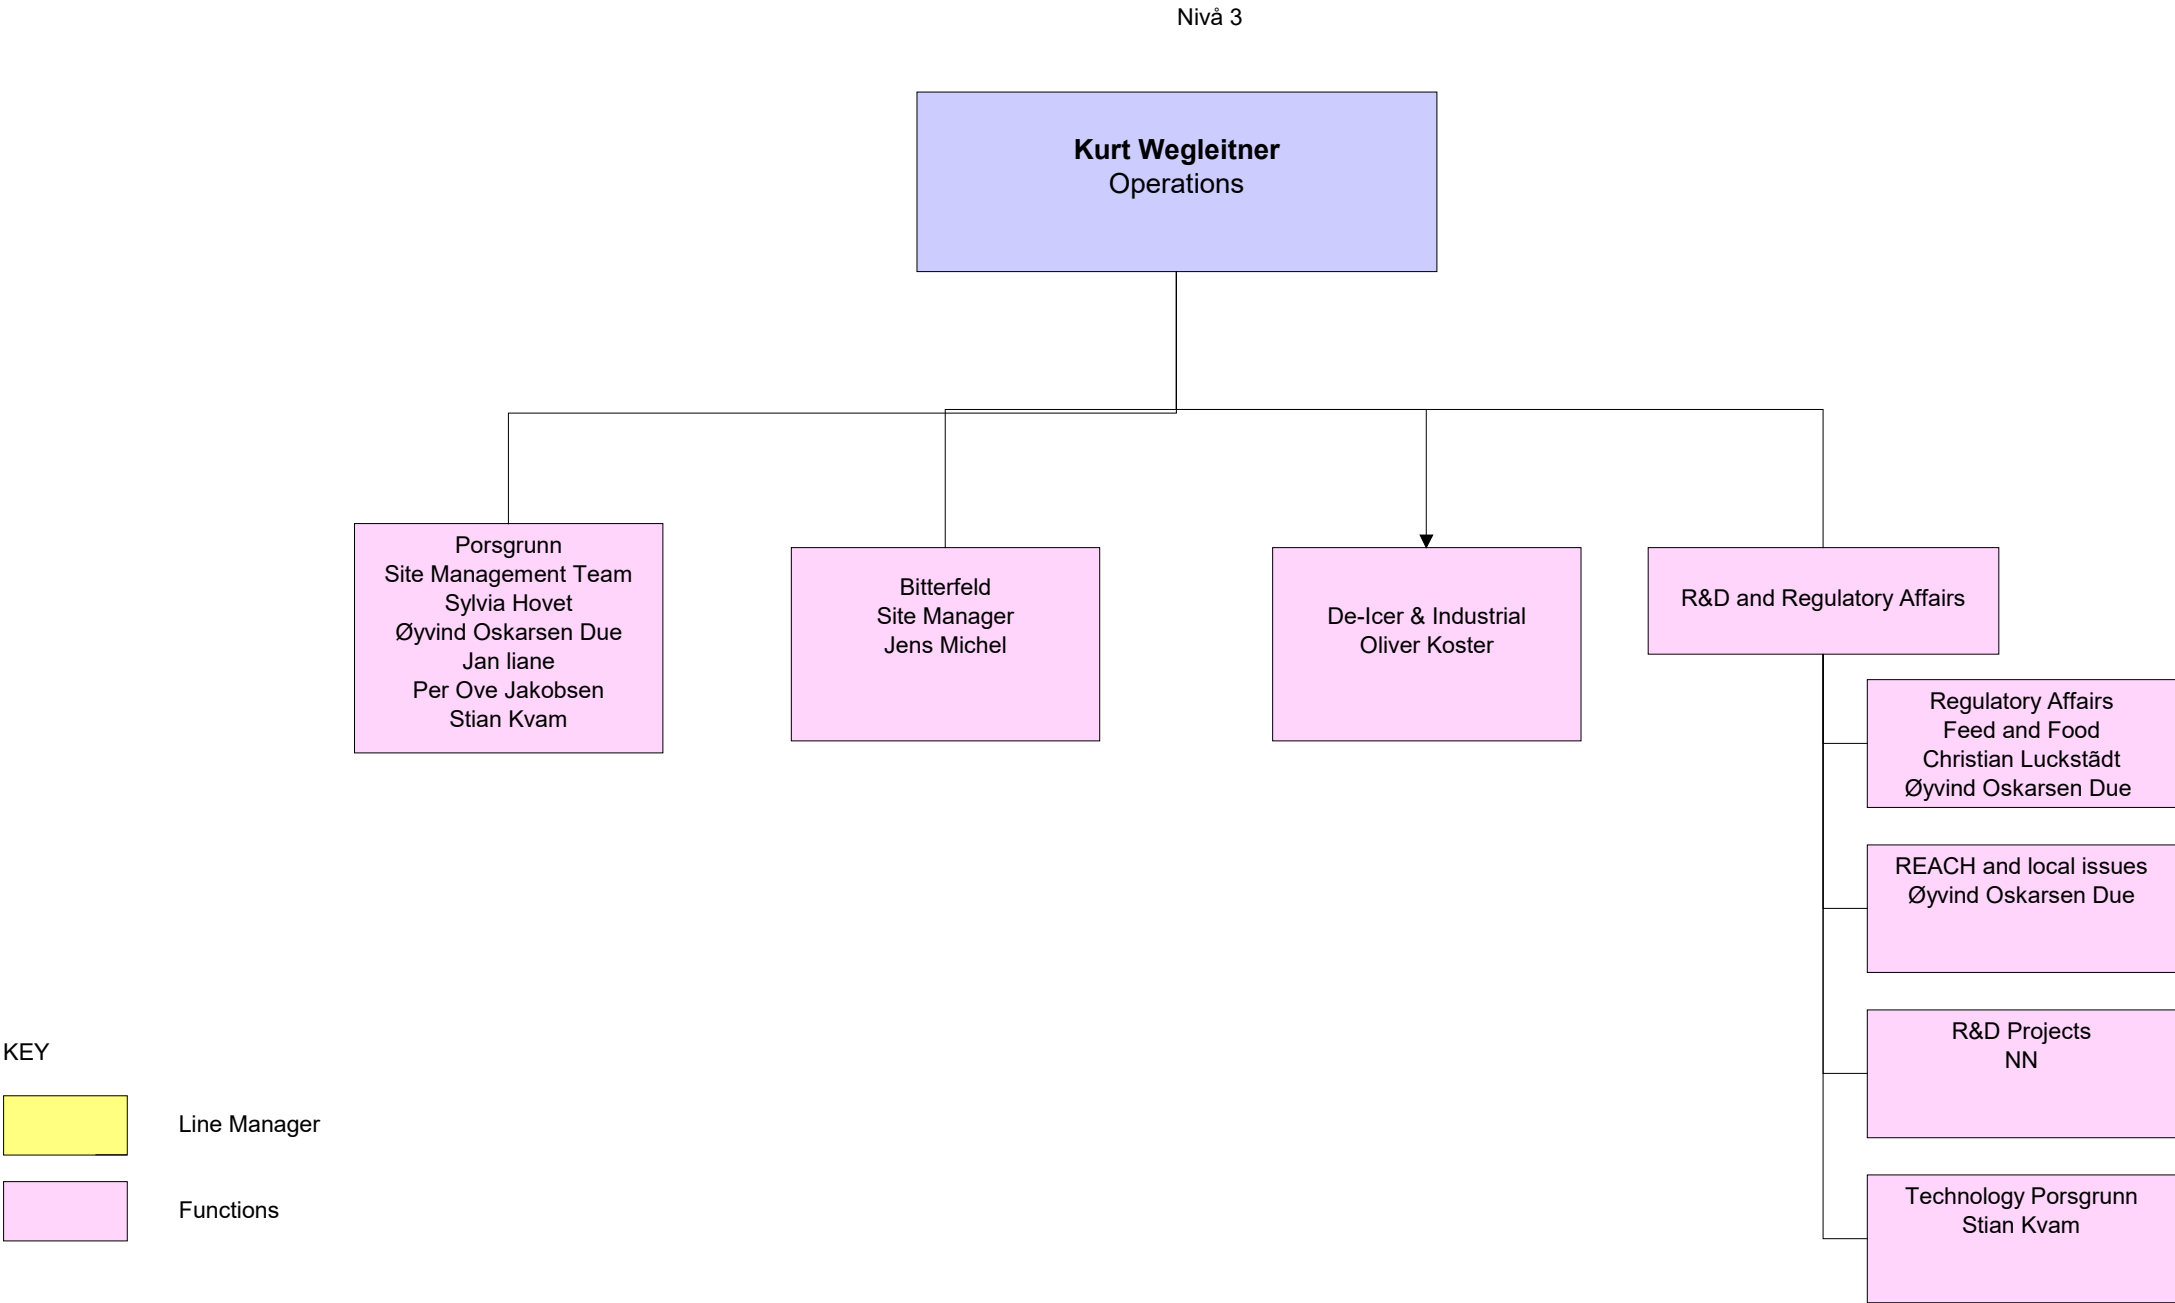 Nivå 3
Kurt Wegleitner
Operations
Porsgrunn
Site Management Team
Sylvia Hovet
Øyvind Oskarsen Due
Jan liane
Per Ove Jakobsen
Stian Kvam
Bitterfeld
Site Manager
Jens Michel
De-Icer & Industrial
Oliver Koster
R&D and Regulatory Affairs
Regulatory Affairs
Feed and Food
Christian Luckstãdt
Øyvind Oskarsen Due
REACH and local issues
Øyvind Oskarsen Due
R&D Projects
NN
Technology Porsgrunn
Stian Kvam
KEY
Line Manager
Functions